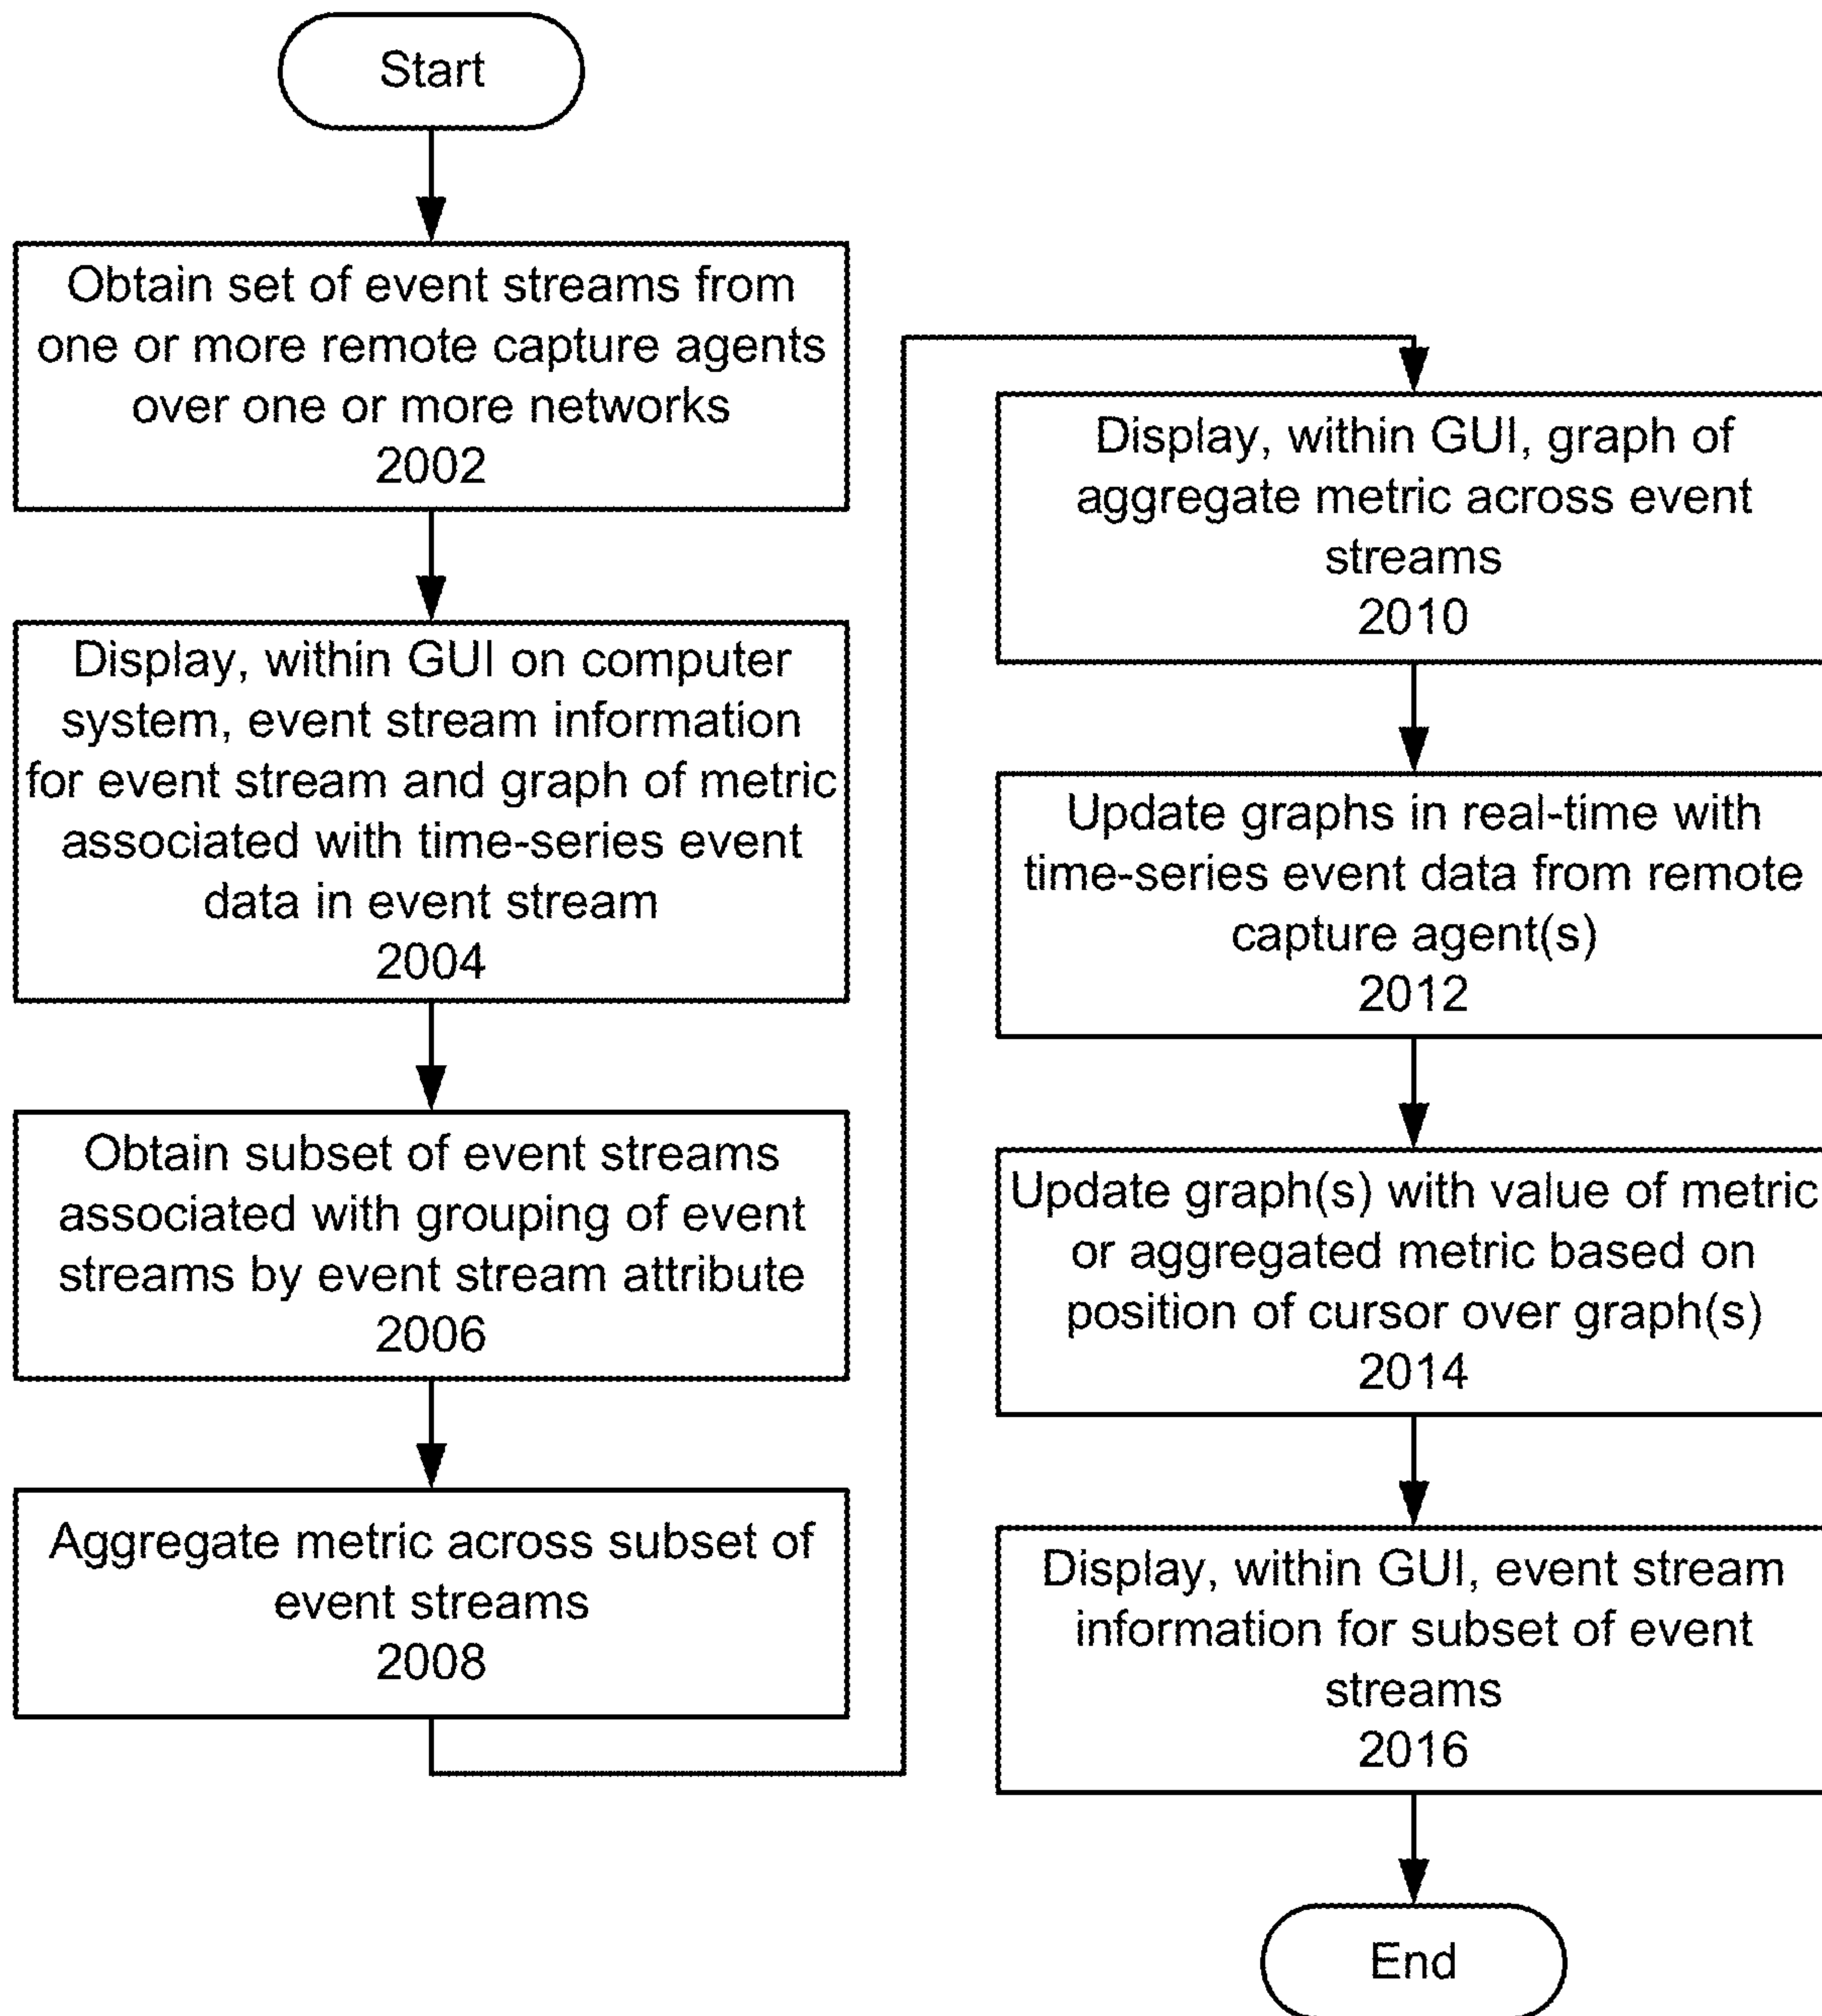 Start
Obtain set of event streams from
one or more remote capture agents
over one or more networks
2002
Display, within GUI on computer
system, event stream information
for event stream and graph of metric
associated with time-series event
data in event stream
2004
Obtain subset of event streams
associated with grouping of event
streams by event stream attribute
2006
Aggregate metric across subset of
event streams
2008
Display, within GUI, graph of
aggregate metric across event
streams
2010
Update graphs in real-time with
time-series event data from remote
capture agent(s)
2012
Update graph(s) with value of metric
or aggregated metric based on
position of cursor over graph(s)
2014
Display, within GUI, event stream
information for subset of event
streams
2016
End